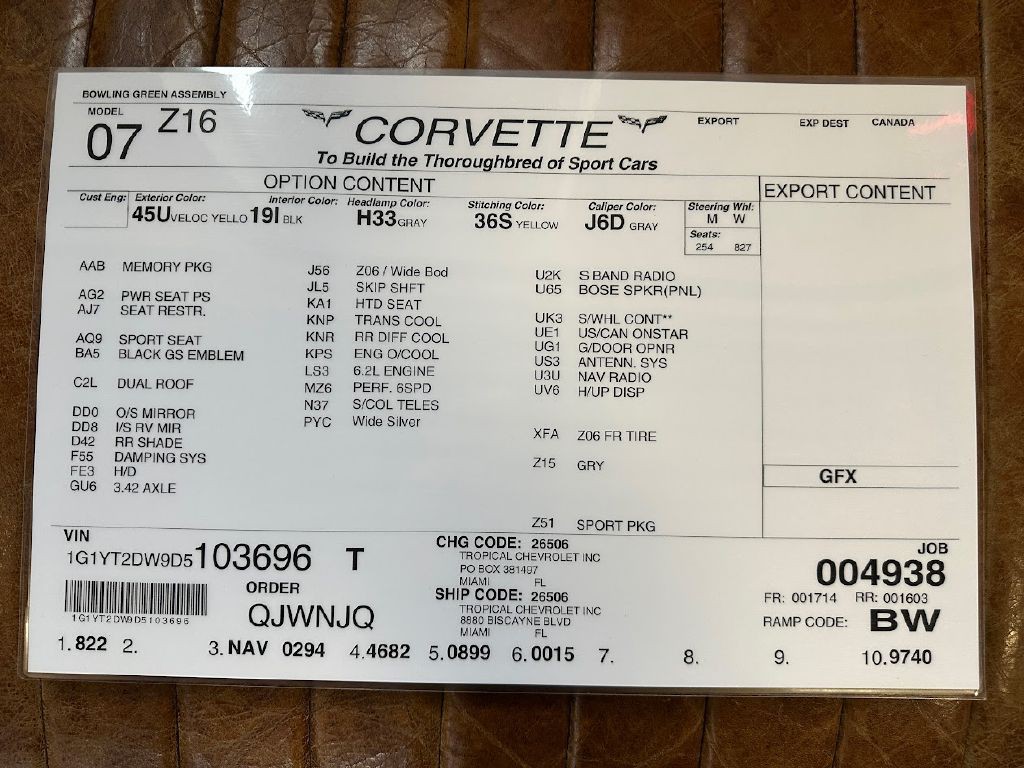 BOWLING GREEN ASSEMBLY
MODEL
07 Z16
CORVETTE
To Build the Thoroughbred of Sport Cars
EXPORT EXP DEST CANADA
OPTION CONTENT
EXPORT CONTENT
Cust Eng: Exterior Color: Interior Color: Headlamp Color: Stitching Color: Caliper Color: Steering Whl:
45U VELOC YELLO 19I BLK H33 GRAY 36S YELLOW J6D GRAY M W
Seats:
254 827
AAB MEMORY PKG
AG2 PWR SEAT PS
AJ7 SEAT RESTR.
AQ9 SPORT SEAT
BA5 BLACK GS EMBLEM
C2L DUAL ROOF
DD0 O/S MIRROR
DD8 I/S RV MIR
D42 RR SHADE
F55 DAMPING SYS
FE3 H/D
GU6 3.42 AXLE
J56 Z06 / Wide Bod
JL5 SKIP SHFT
KA1 HTD SEAT
KNP TRANS COOL
KNR RR DIFF COOL
KPS ENG O/COOL
LS3 6.2L ENGINE
MZ6 PERF. 6SPD
N37 S/COL TELES
PYC Wide Silver
U2K S BAND RADIO
U65 BOSE SPKR(PNL)
UK3 S/WHL CONT**
UE1 US/CAN ONSTAR
UG1 G/DOOR OPNR
US3 ANTENN. SYS
U3U NAV RADIO
UV6 H/UP DISP
XFA Z06 FR TIRE
Z15 GRY
Z51 SPORT PKG
GFX
VIN
1G1YT2DW9D5103696 T
1G1YT2DW9D5103696
ORDER
QJWNJQ
CHG CODE: 26506
TROPICAL CHEVROLET INC
PO BOX 381497
MIAMI FL
SHIP CODE: 26506
TROPICAL CHEVROLET INC
8880 BISCAYNE BLVD
MIAMI FL
JOB
004938
FR: 001714 RR: 001603
RAMP CODE: BW
1. 822 2. 3. NAV 0294 4. 4682 5. 0899 6. 0015 7. 8. 9. 10. 9740